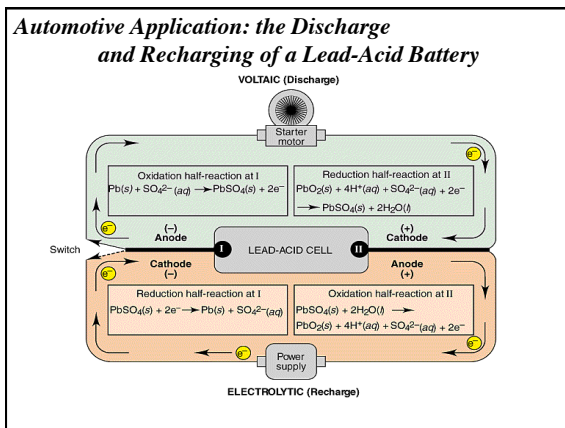 Automotive Application: the Discharge
and Recharging of a Lead-Acid Battery
VOLTAIC (Discharge)
Starter
motor
e⁻
Oxidation half-reaction at I
Pb(s) + SO₄²⁻(aq) → PbSO₄(s) + 2e⁻
Reduction half-reaction at II
PbO₂(s) + 4H⁺(aq) + SO₄²⁻(aq) + 2e⁻
→ PbSO₄(s) + 2H₂O(l)
e⁻
(–)
Anode
(+)
Cathode
Switch
I
LEAD-ACID CELL
II
e⁻
Cathode
(–)
Anode
(+)
Reduction half-reaction at I
PbSO₄(s) + 2e⁻ → Pb(s) + SO₄²⁻(aq)
Oxidation half-reaction at II
PbSO₄(s) + 2H₂O(l) →
PbO₂(s) + 4H⁺(aq) + SO₄²⁻(aq) + 2e⁻
e⁻
Power
supply
e⁻
ELECTROLYTIC (Recharge)